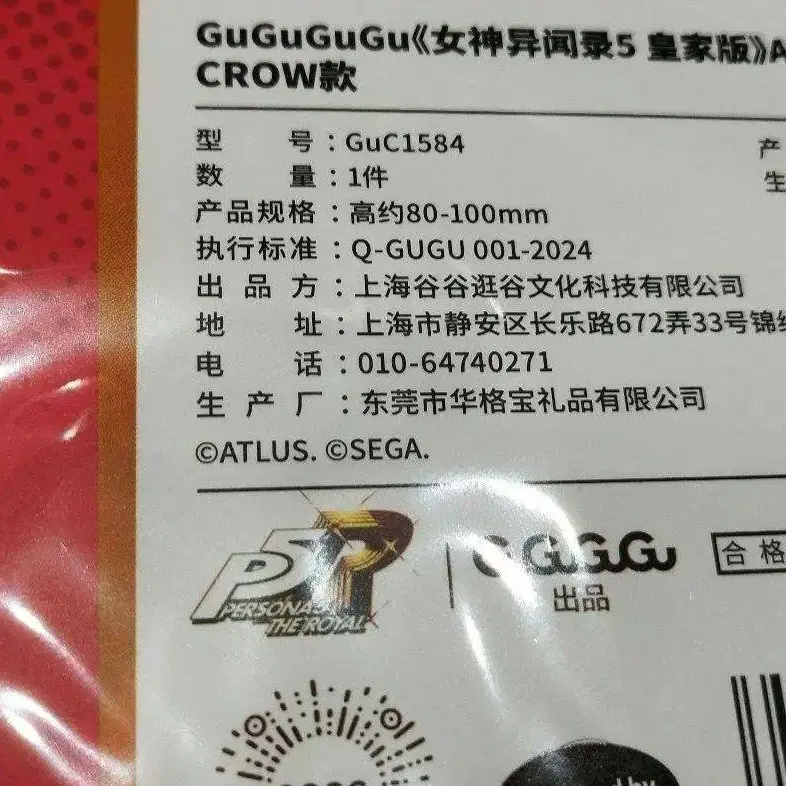 GuGuGuGu《女神异闻录5 皇家版》A
CROW款
型 号：GuC1584
产
数 量：1件
生
产品规格：高约80-100mm
执行标准：Q-GUGU 001-2024
出 品 方：上海谷谷逛谷文化科技有限公司
地 址：上海市静安区长乐路672弄33号锦
电 话：010-64740271
生 产 厂：东莞市华格宝礼品有限公司
©ATLUS. ©SEGA.
P5R
PERSONA5
THE ROYAL
GuGuGu
出品
合格
by